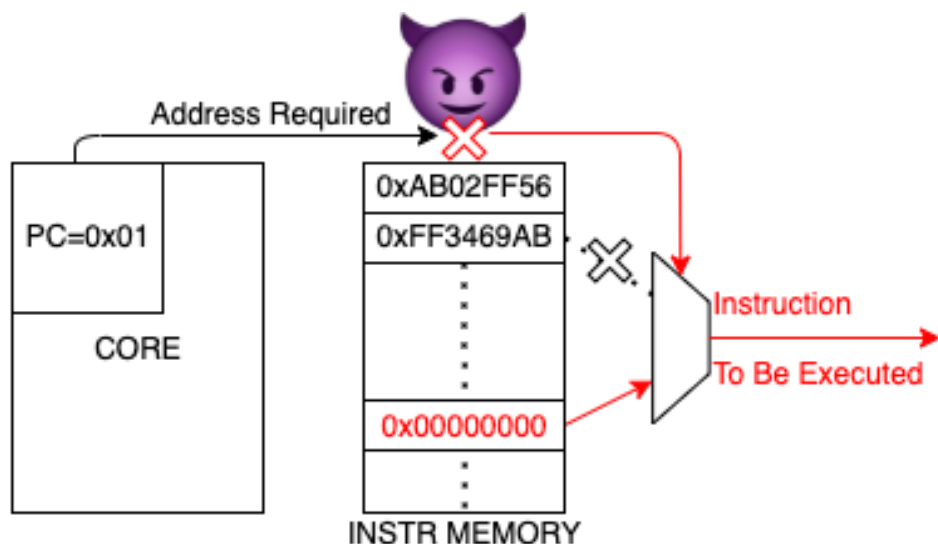 Address Required
0xAB02FF56
PC=0x01
0xFF3469AB
Instruction
CORE
To Be Executed
0x00000000
INSTR MEMORY